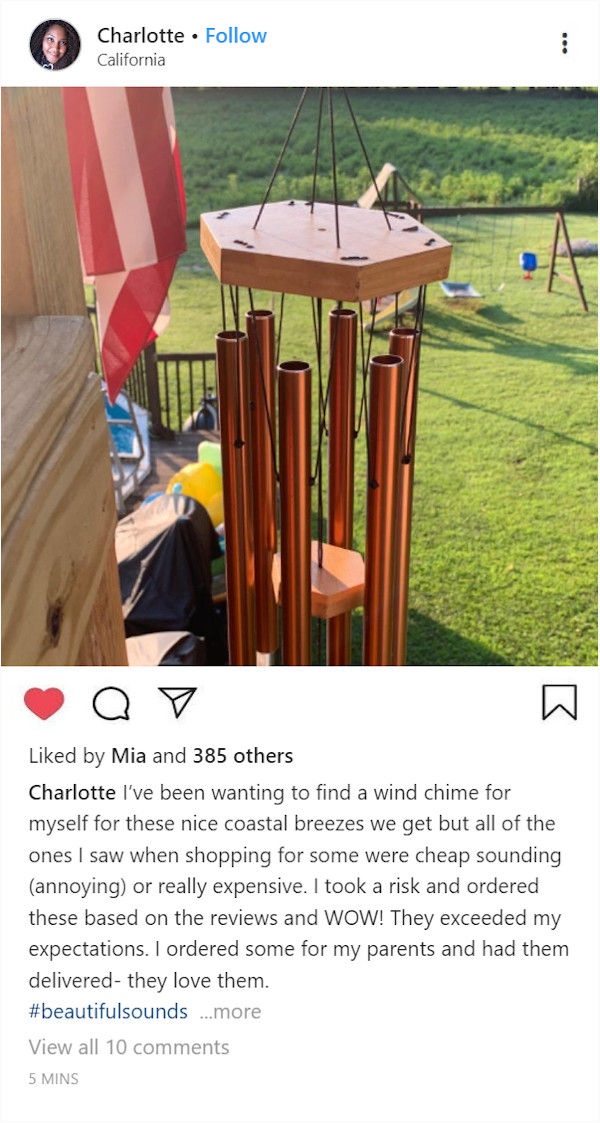 Charlotte • Follow
California
Liked by Mia and 385 others
Charlotte I've been wanting to find a wind chime for
myself for these nice coastal breezes we get but all of the
ones I saw when shopping for some were cheap sounding
(annoying) or really expensive. I took a risk and ordered
these based on the reviews and WOW! They exceeded my
expectations. I ordered some for my parents and had them
delivered- they love them.
#beautifulsounds ...more
View all 10 comments
5 MINS